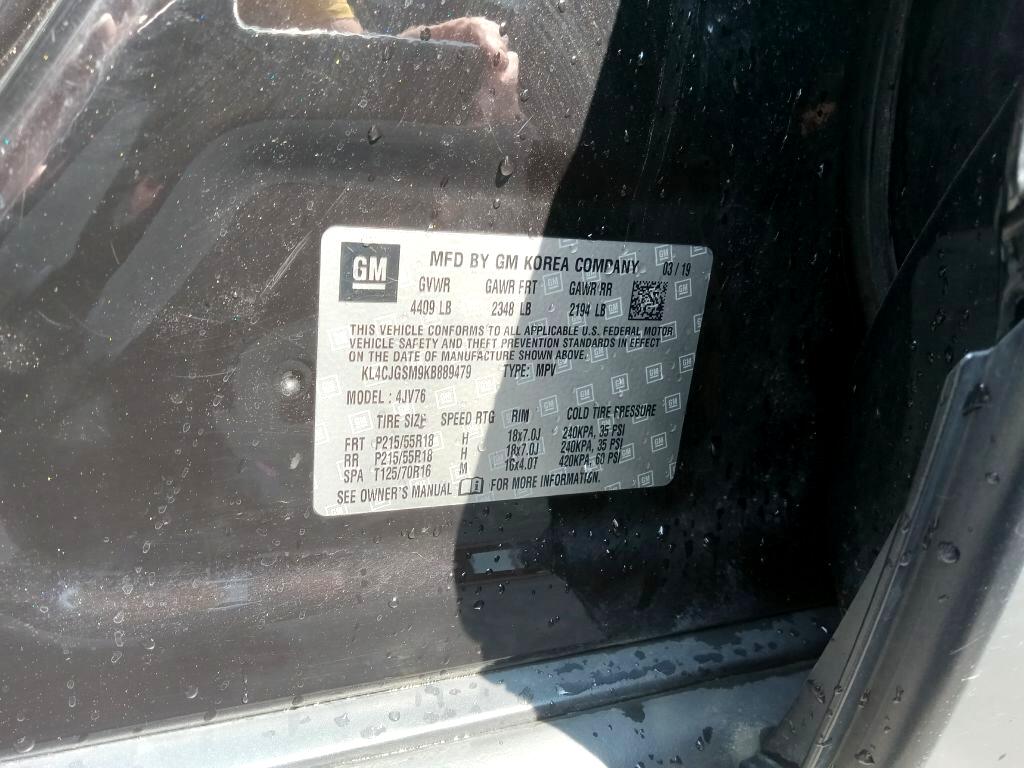 GM
MFD BY GM KOREA COMPANY 03/19
GVWR GAWR FRT GAWR RR
4409 LB 2348 LB 2194 LB
THIS VEHICLE CONFORMS TO ALL APPLICABLE U.S. FEDERAL MOTOR
VEHICLE SAFETY AND THEFT PREVENTION STANDARDS IN EFFECT
ON THE DATE OF MANUFACTURE SHOWN ABOVE.
KL4CJGSM9KB889479 TYPE: MPV
MODEL : 4JV76
TIRE SIZE SPEED RTG RIM COLD TIRE PRESSURE
FRT P215/55R18 H 18x7.0J 240KPA, 35 PSI
RR P215/55R18 H 18x7.0J 240KPA, 35 PSI
SPA T125/70R16 M 16x4.0T 420KPA, 60 PSI
SEE OWNER'S MANUAL FOR MORE INFORMATION.